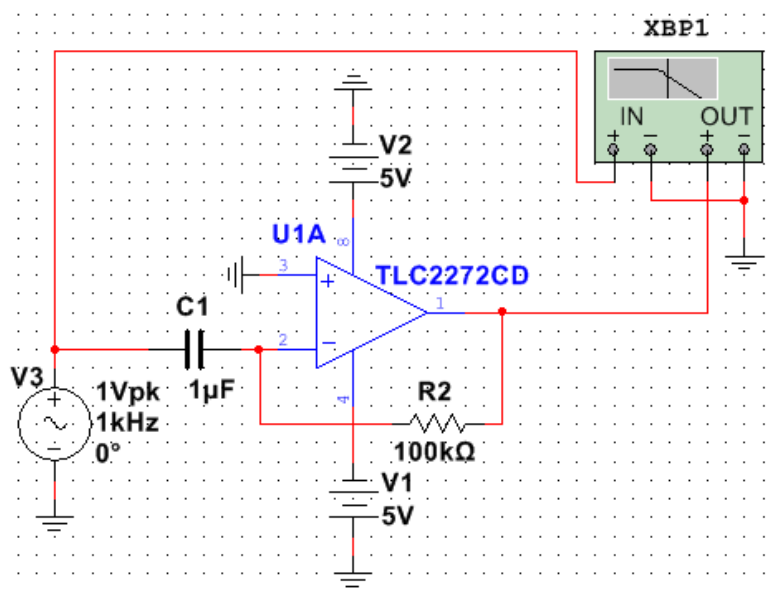 XBP1
IN
OUT
+
−
+
−
V2
5V
U1A
8
3
+
TLC2272CD
1
C1
2
−
1µF
V3
+
−
1Vpk
1kHz
0°
4
R2
100kΩ
V1
5V